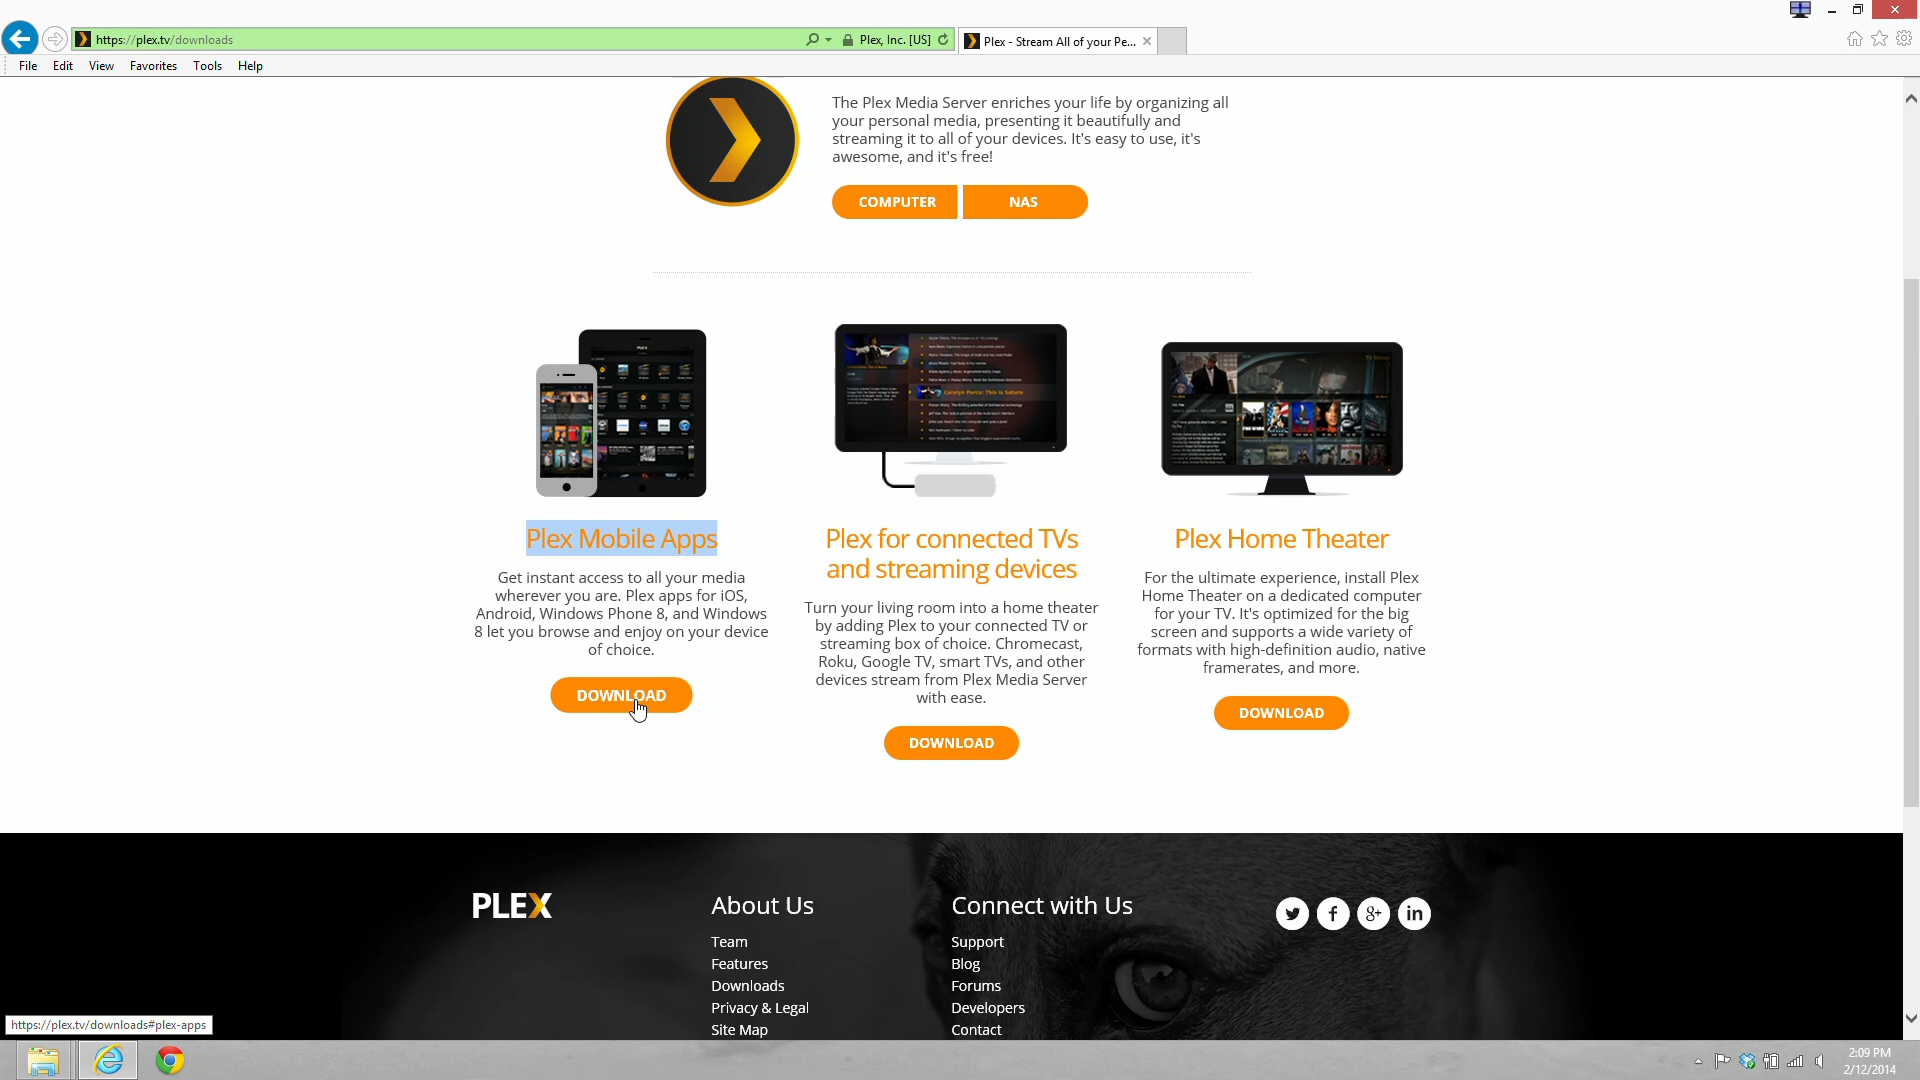 https://plex.tv/downloads
Plex, Inc. [US]
Plex - Stream All of your Pe...
File Edit View Favorites Tools Help
The Plex Media Server enriches your life by organizing all
your personal media, presenting it beautifully and
streaming it to all of your devices. It's easy to use, it's
awesome, and it's free!
COMPUTER
NAS
Plex Mobile Apps
Get instant access to all your media
wherever you are. Plex apps for iOS,
Android, Windows Phone 8, and Windows
8 let you browse and enjoy on your device
of choice.
DOWNLOAD
Plex for connected TVs
and streaming devices
Turn your living room into a home theater
by adding Plex to your connected TV or
streaming box of choice. Chromecast,
Roku, Google TV, smart TVs, and other
devices stream from Plex Media Server
with ease.
DOWNLOAD
Plex Home Theater
For the ultimate experience, install Plex
Home Theater on a dedicated computer
for your TV. It's optimized for the big
screen and supports a wide variety of
formats with high-definition audio, native
framerates, and more.
DOWNLOAD
PLEX
About Us
Team
Features
Downloads
Privacy & Legal
Site Map
Connect with Us
Support
Blog
Forums
Developers
Contact
https://plex.tv/downloads#plex-apps
2:09 PM
2/12/2014